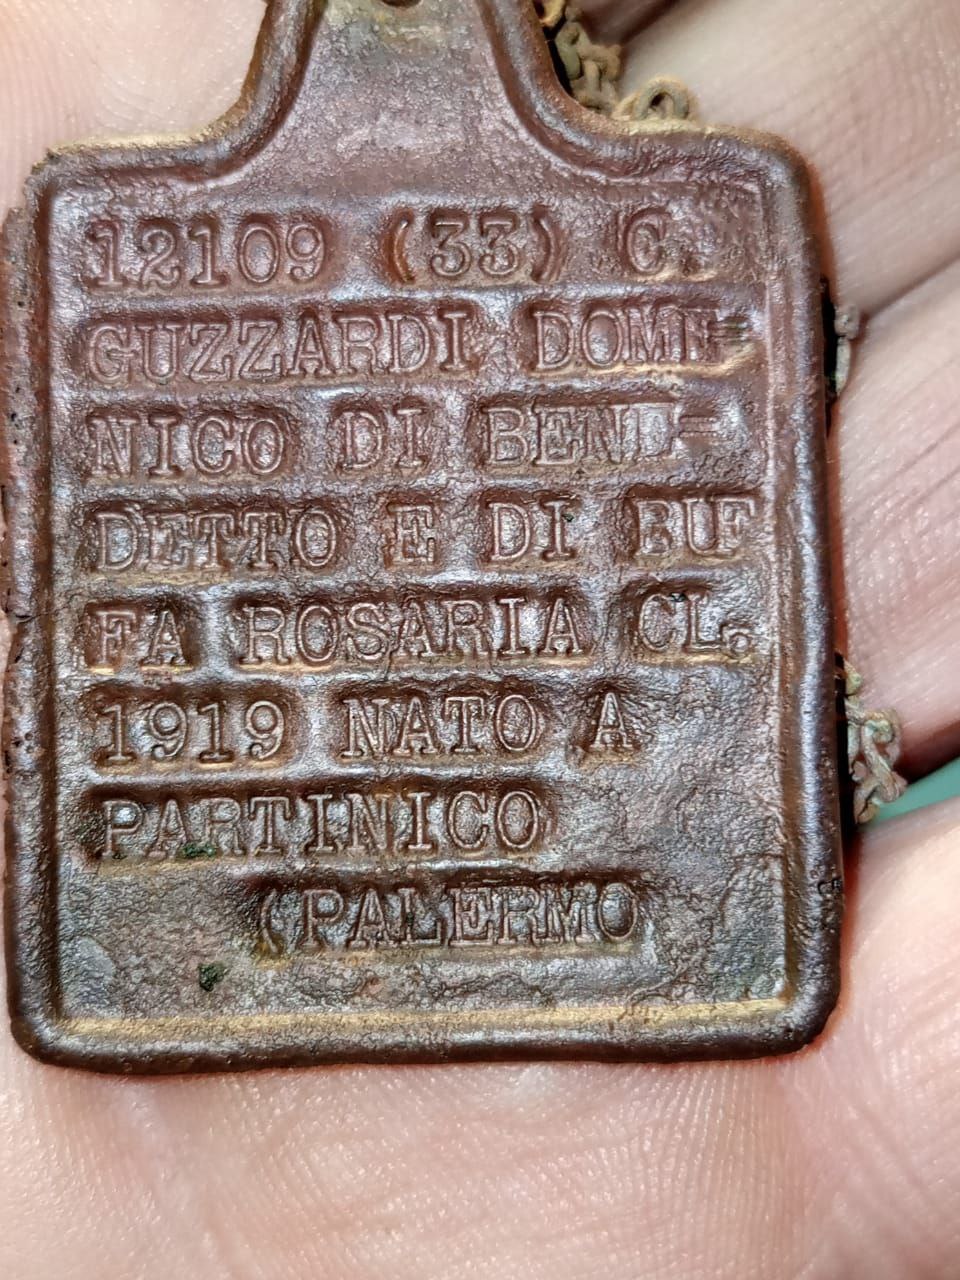 12109 (33) C.
GUZZARDI DOME=
NICO DI BENE=
DETTO E DI BUF
FA ROSARIA CL.
1919 NATO A
PARTINICO
(PALERMO